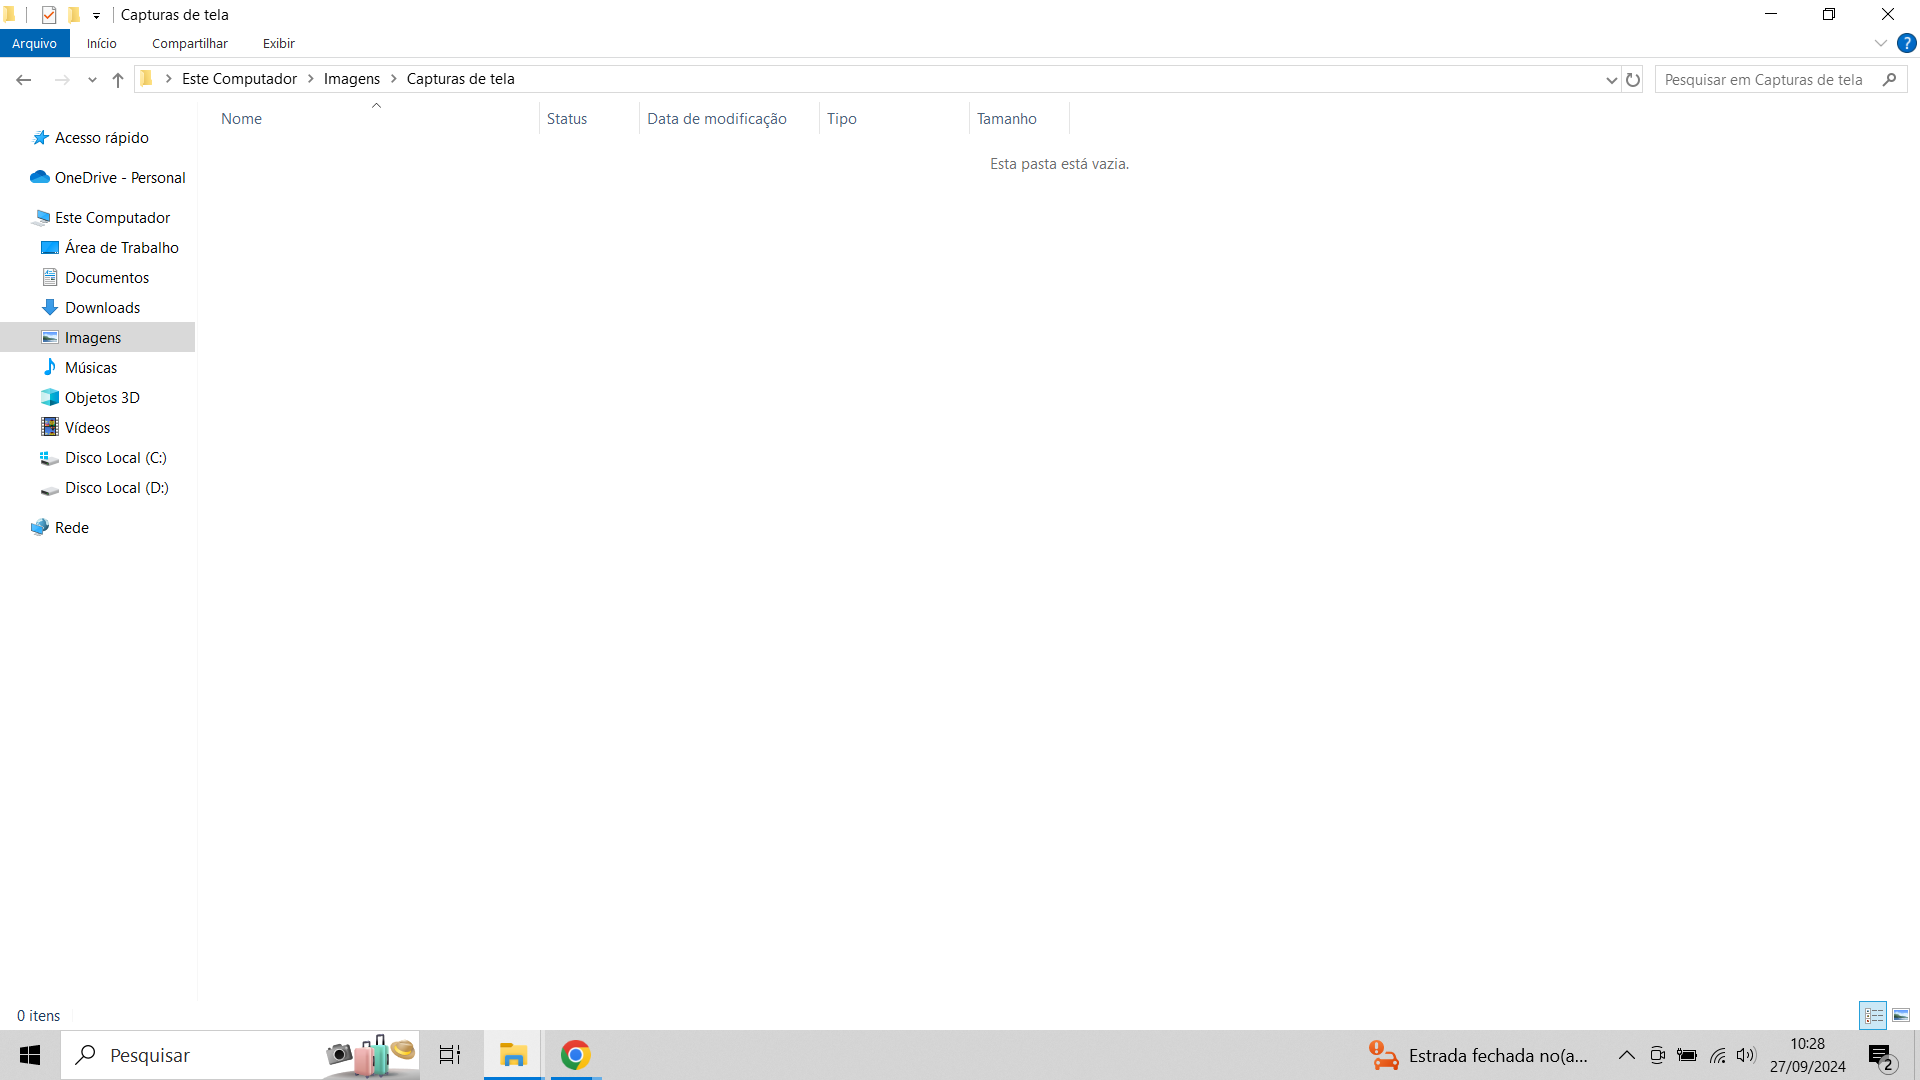 Capturas de tela
Arquivo Início Compartilhar Exibir ?
Este Computador Imagens Capturas de tela Pesquisar em Capturas de tela
Nome Status Data de modificação Tipo Tamanho
Esta pasta está vazia.
Acesso rápido
OneDrive - Personal
Este Computador
Área de Trabalho
Documentos
Downloads
Imagens
Músicas
Objetos 3D
Vídeos
Disco Local (C:)
Disco Local (D:)
Rede
0 itens
Pesquisar Estrada fechada no(a... 10:28
27/09/2024 2